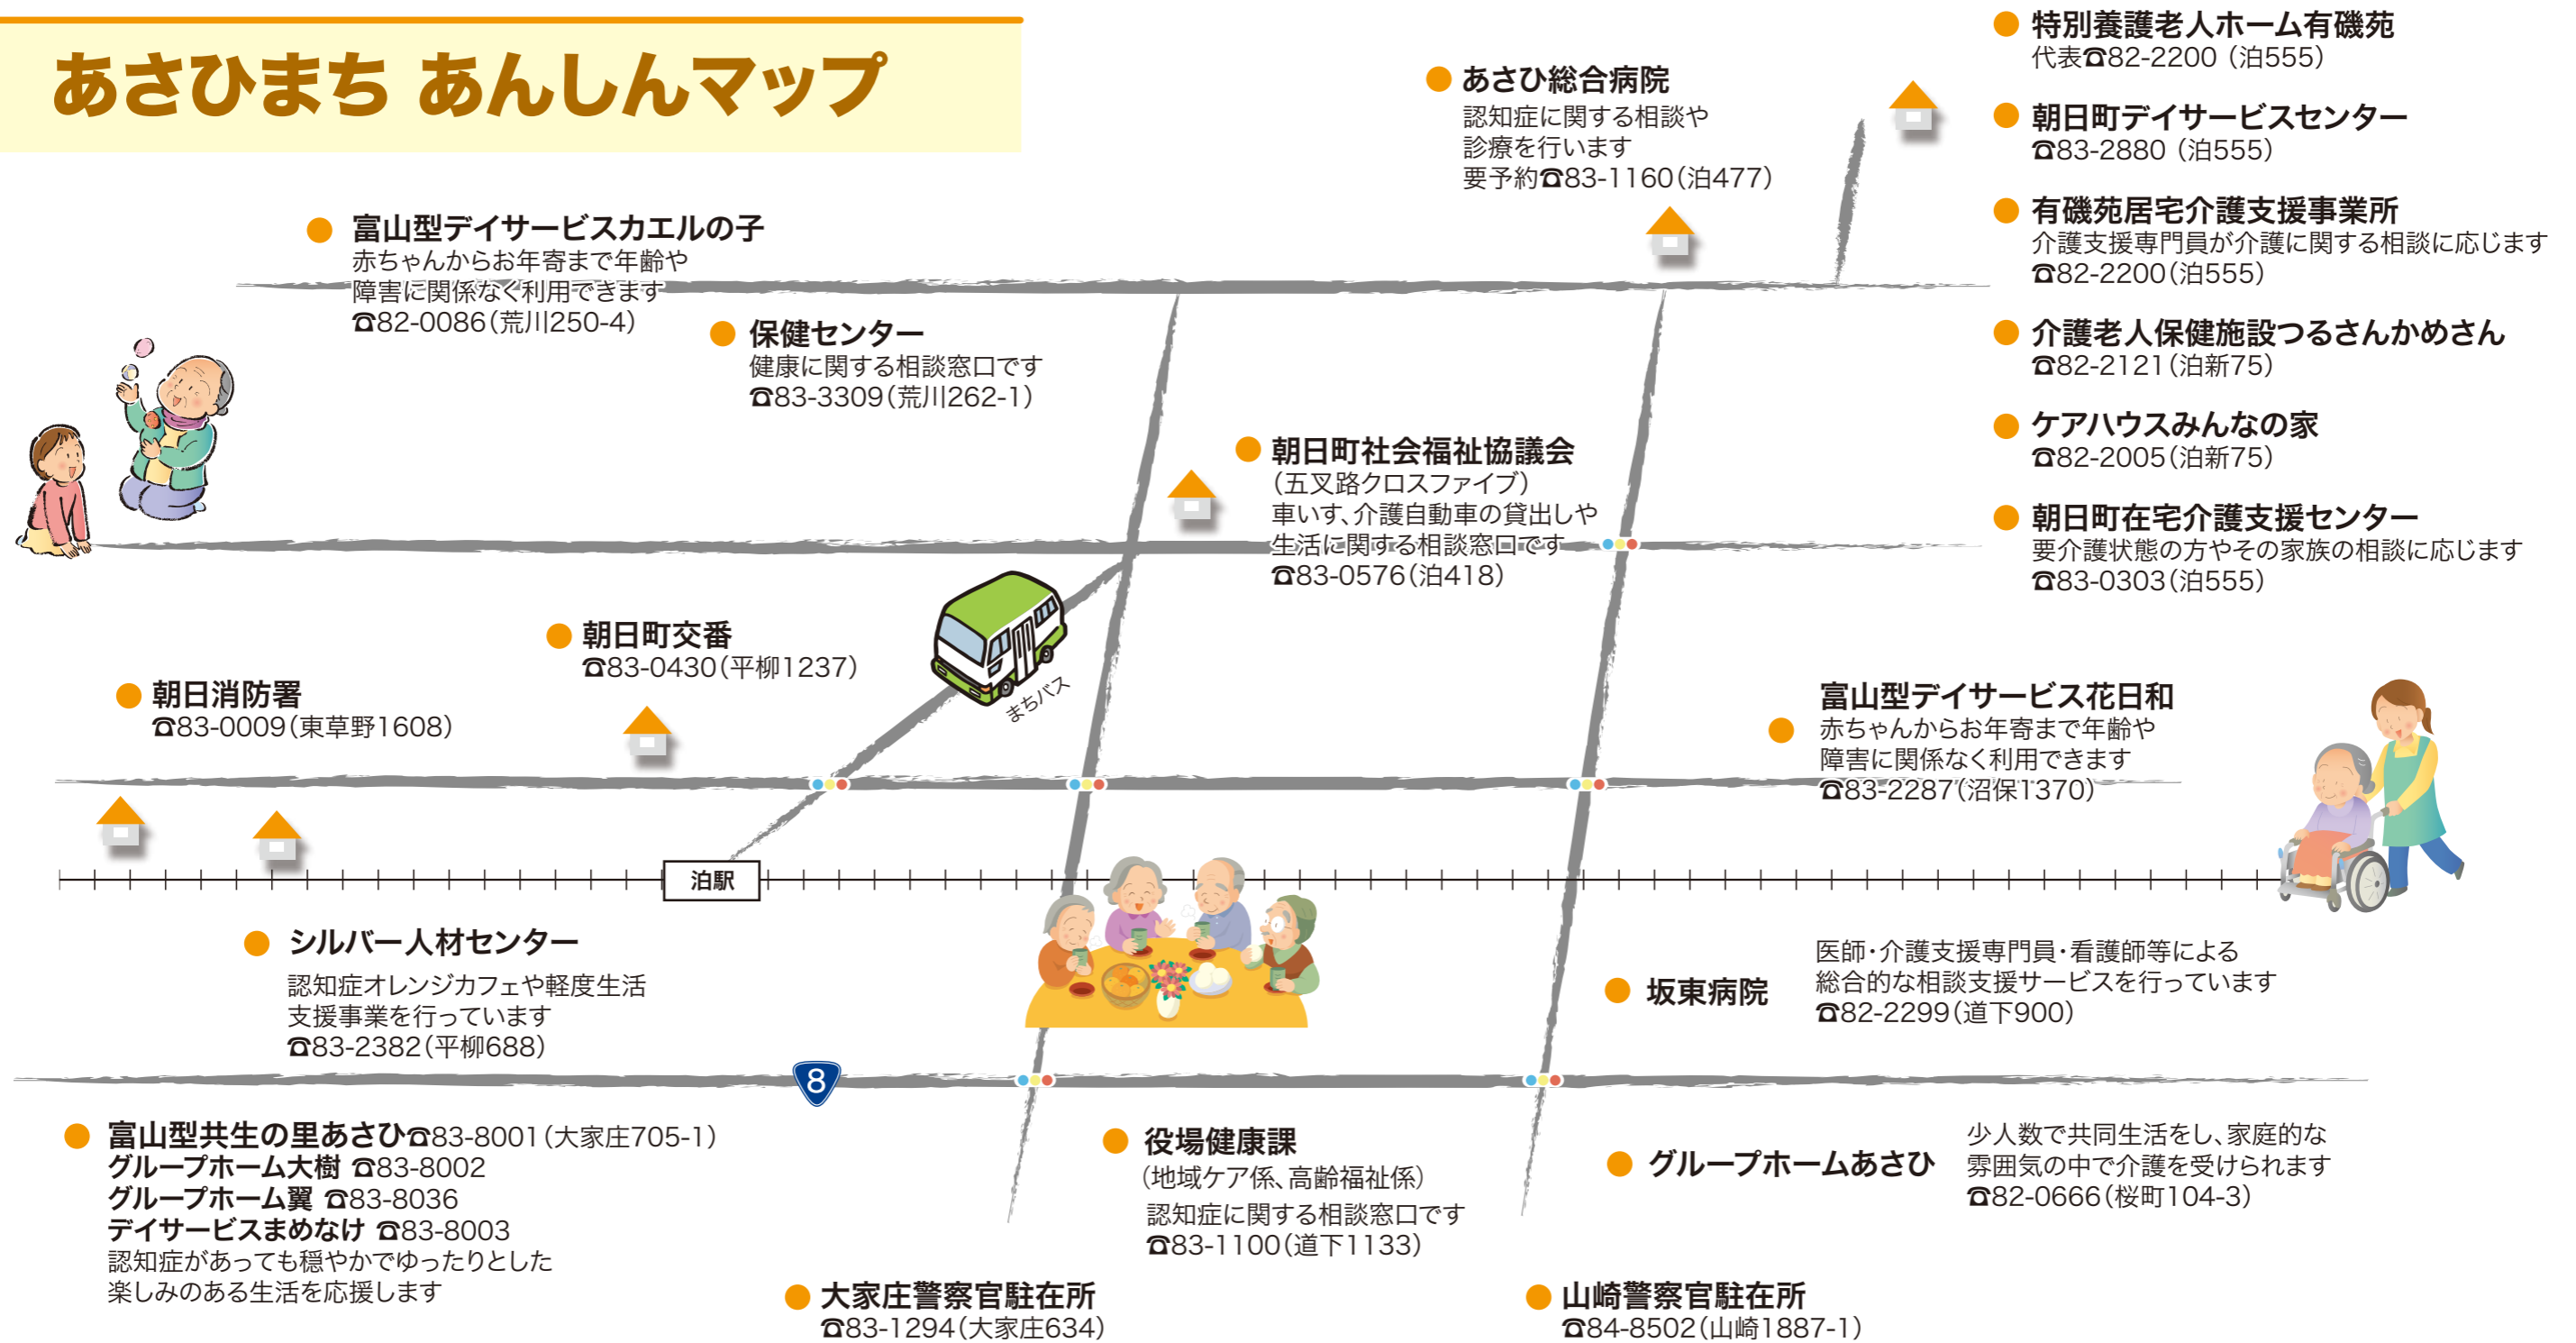 あさひまち あんしんマップ
特別養護老人ホーム有磯苑
代表☎82-2200（泊555）
朝日町デイサービスセンター
☎83-2880（泊555）
有磯苑居宅介護支援事業所
介護支援専門員が介護に関する相談に応じます
☎82-2200（泊555）
介護老人保健施設つるさんかめさん
☎82-2121（泊新75）
ケアハウスみんなの家
☎82-2005（泊新75）
朝日町在宅介護支援センター
要介護状態の方やその家族の相談に応じます
☎83-0303（泊555）
あさひ総合病院
認知症に関する相談や
診療を行います
要予約☎83-1160（泊477）
富山型デイサービスカエルの子
赤ちゃんからお年寄まで年齢や
障害に関係なく利用できます
☎82-0086（荒川250-4）
保健センター
健康に関する相談窓口です
☎83-3309（荒川262-1）
朝日町社会福祉協議会
（五叉路クロスファイブ）
車いす、介護自動車の貸出しや
生活に関する相談窓口です
☎83-0576（泊418）
朝日町交番
☎83-0430（平柳1237）
まちバス
朝日消防署
☎83-0009（東草野1608）
富山型デイサービス花日和
赤ちゃんからお年寄まで年齢や
障害に関係なく利用できます
☎83-2287（沼保1370）
泊駅
シルバー人材センター
認知症オレンジカフェや軽度生活
支援事業を行っています
☎83-2382（平柳688）
坂東病院
医師・介護支援専門員・看護師等による
総合的な相談支援サービスを行っています
☎82-2299（道下900）
8
富山型共生の里あさひ☎83-8001（大家庄705-1）
グループホーム大樹 ☎83-8002
グループホーム翼 ☎83-8036
デイサービスまめなけ ☎83-8003
認知症があっても穏やかでゆったりとした
楽しみのある生活を応援します
役場健康課
（地域ケア係、高齢福祉係）
認知症に関する相談窓口です
☎83-1100（道下1133）
グループホームあさひ
少人数で共同生活をし、家庭的な
雰囲気の中で介護を受けられます
☎82-0666（桜町104-3）
大家庄警察官駐在所
☎83-1294（大家庄634）
山崎警察官駐在所
☎84-8502（山崎1887-1）